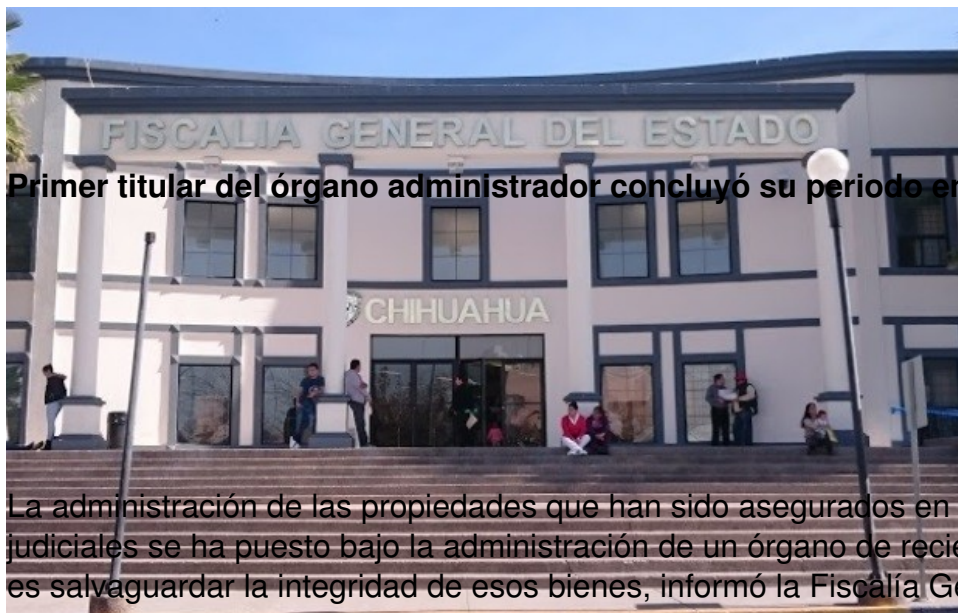 FISCALIA GENERAL DEL ESTADO
Primer titular del órgano administrador concluyó su periodo en
CHIHUAHUA
La administración de las propiedades que han sido asegurados en
judiciales se ha puesto bajo la administración de un órgano de
es salvaguardar la integridad de esos bienes, informó la Fiscalía